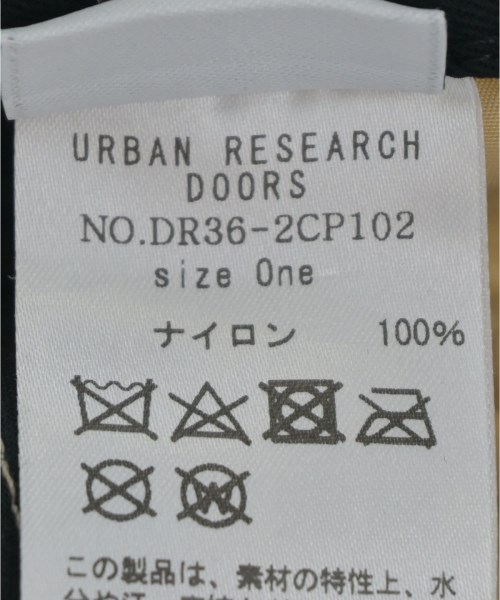 URBAN RESEARCH
DOORS
NO.DR36-2CP102
size One
ナイロン 100%
W
この製品は、素材の特性上、水